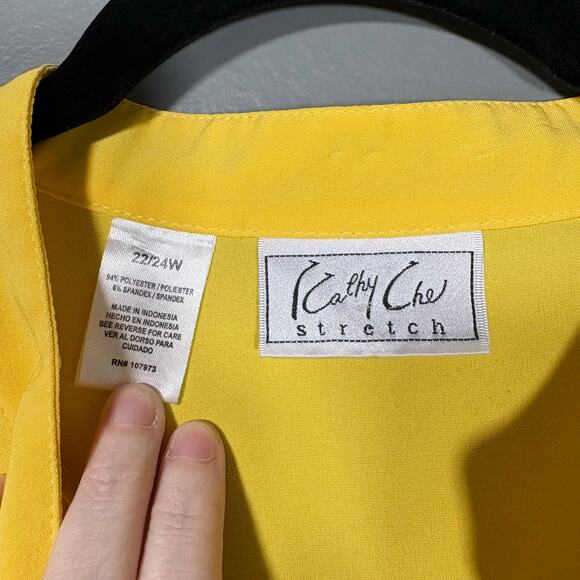 22/24W
94% POLYESTER / POLIESTER
6% SPANDEX / SPANDEX
MADE IN INDONESIA
HECHO EN INDONESIA
SEE REVERSE FOR CARE
VER AL DORSO PARA
CUIDADO
RN# 107973
Kathy Che
stretch